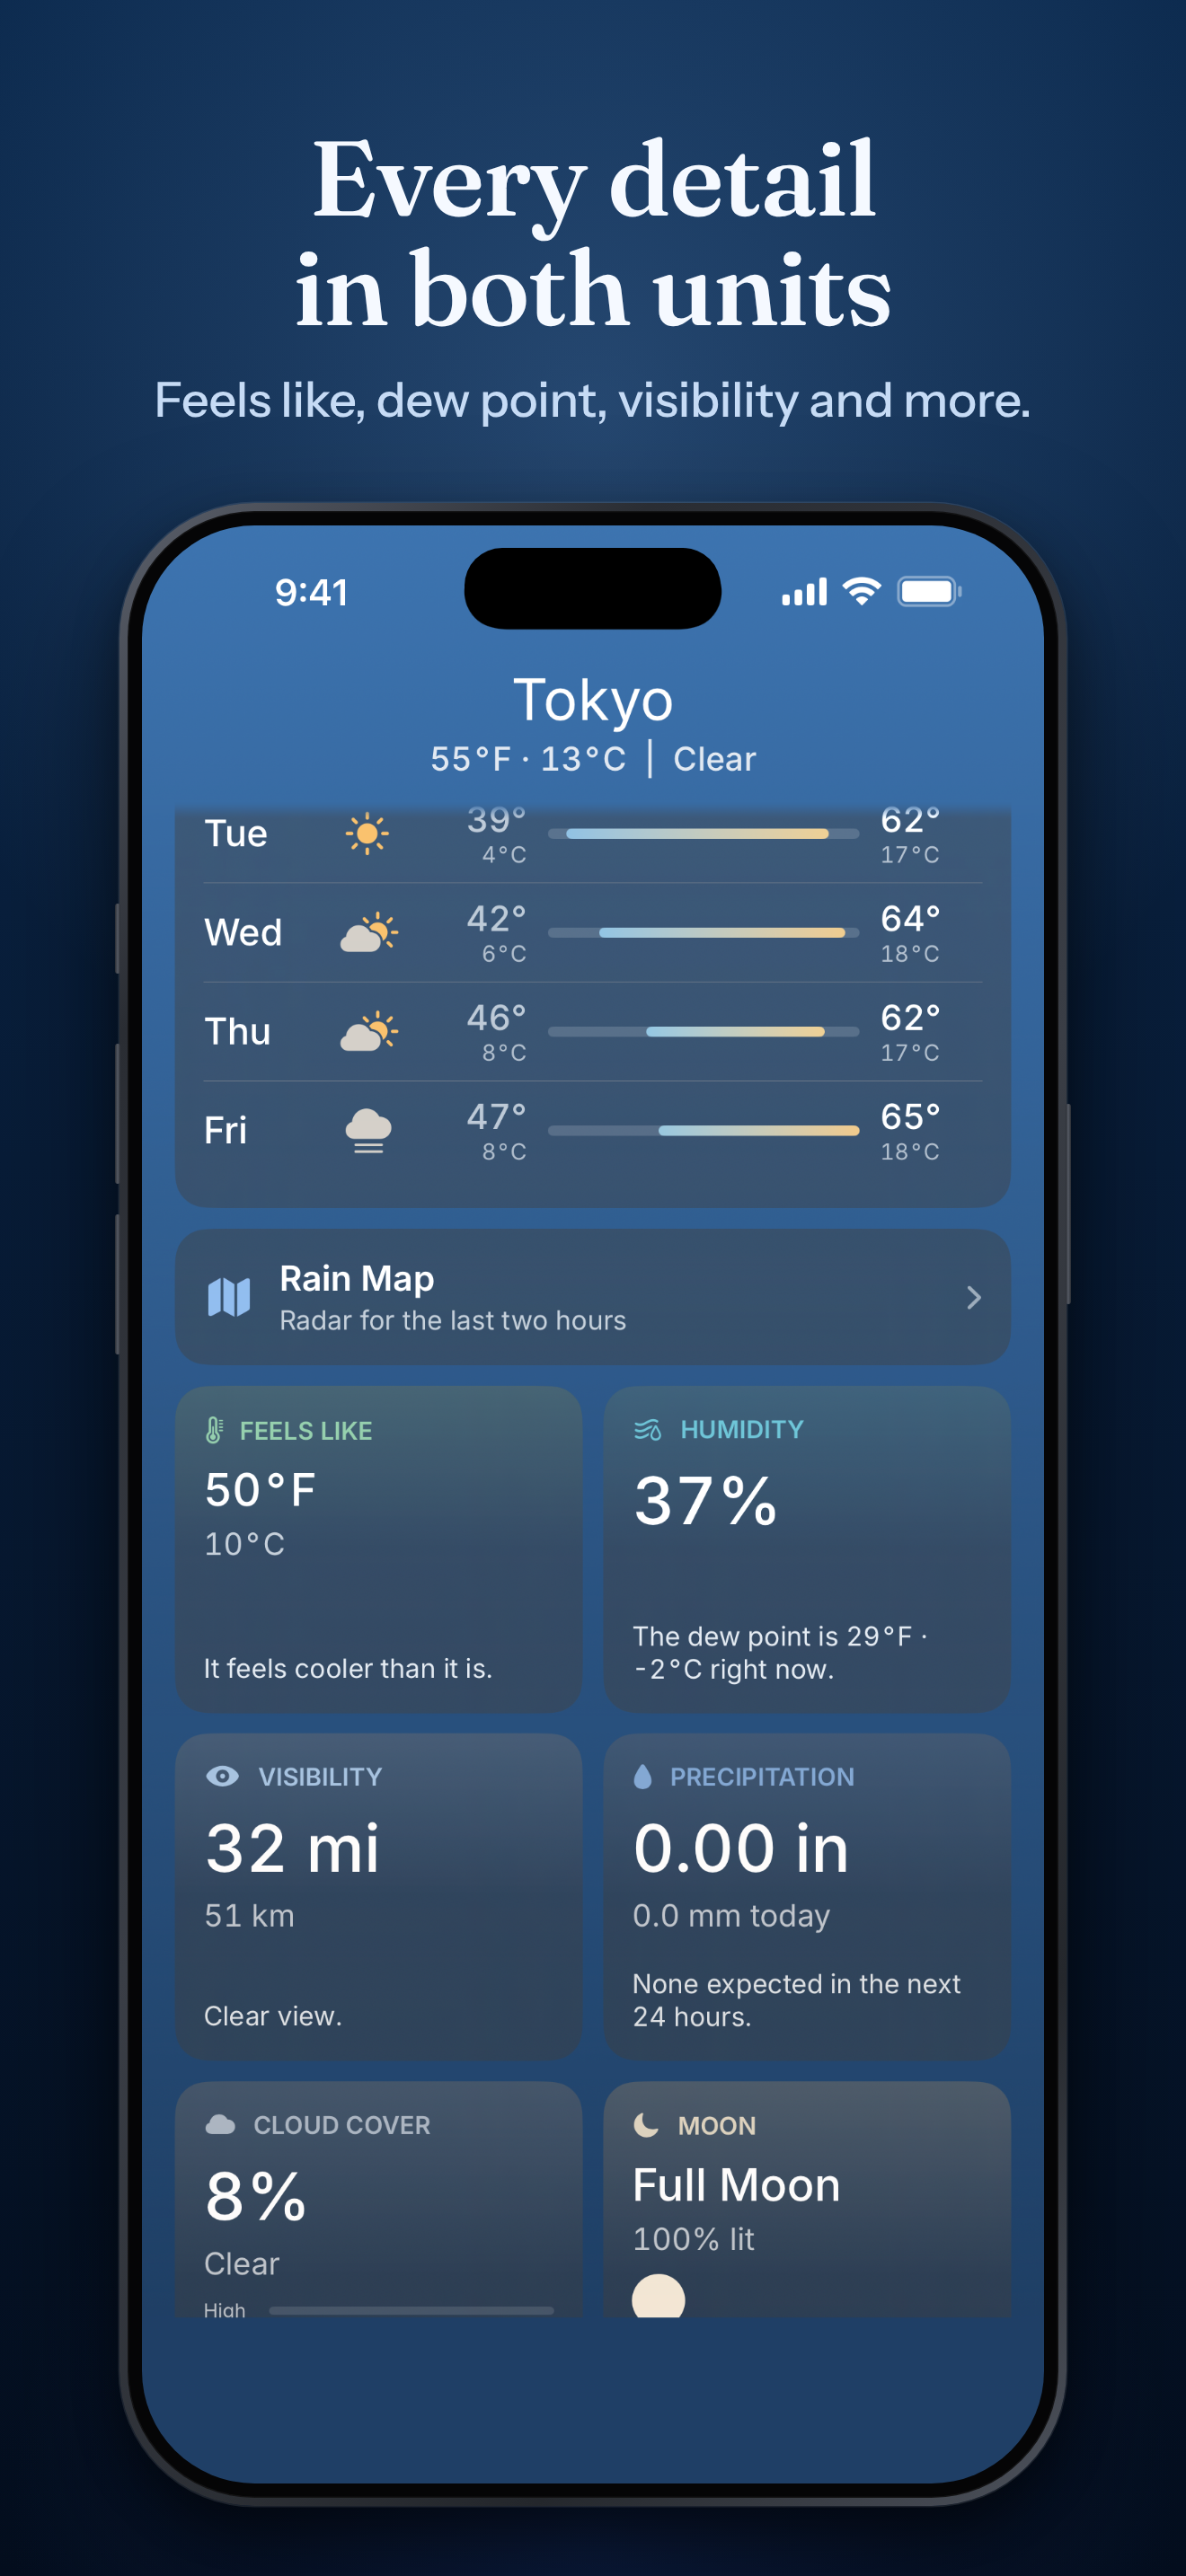 Every detail
in both units
Feels like, dew point, visibility and more.
9:41
Tokyo
55°F · 13°C | Clear
Tue 39° 62°
4°C 17°C
Wed 42° 64°
6°C 18°C
Thu 46° 62°
8°C 17°C
Fri 47° 65°
8°C 18°C
Rain Map
Radar for the last two hours
FEELS LIKE
50°F
10°C
It feels cooler than it is.
HUMIDITY
37%
The dew point is 29°F ·
-2°C right now.
VISIBILITY
32 mi
51 km
Clear view.
PRECIPITATION
0.00 in
0.0 mm today
None expected in the next
24 hours.
CLOUD COVER
8%
Clear
High
MOON
Full Moon
100% lit